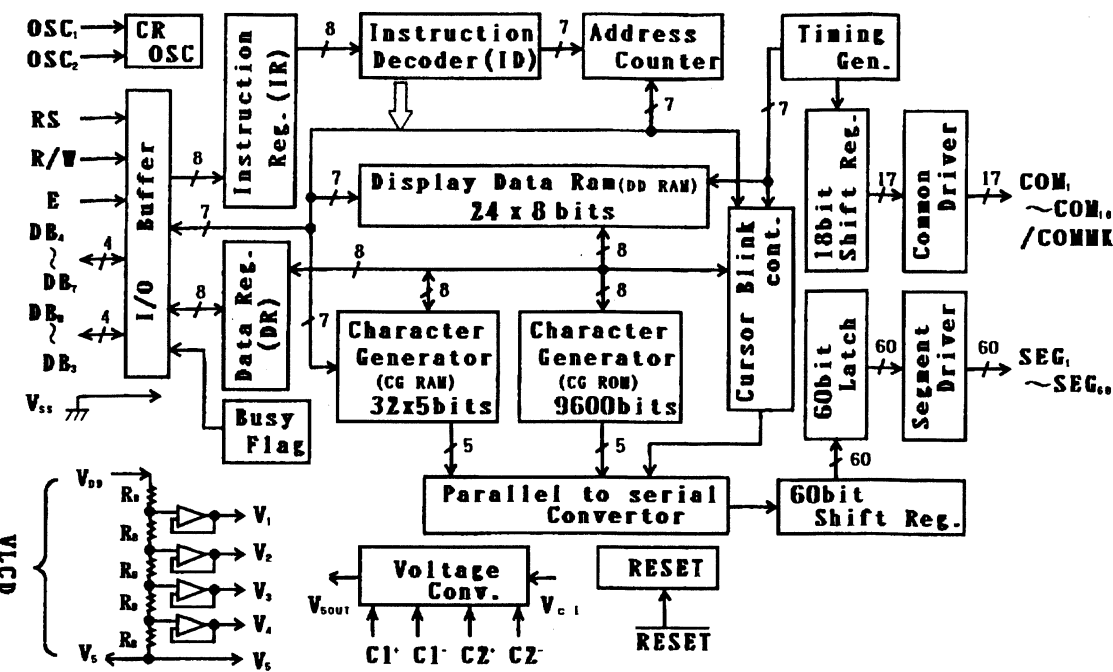 OSC₁
OSC₂
CR
OSC
Instruction
Reg.(IR)
8
Instruction
Decoder(ID)
7
Address
Counter
Timing
Gen.
RS
R/W
E
DB₄
~
DB₇
4
DB₀
~
DB₃
4
I/O Buffer
8
7
8
7
7
7
Display Data Ram(DD RAM)
24 x 8 bits
18bit
Shift Reg.
17
Common
Driver
17
COM₁
~COM₁₆
/COMMK
Data Reg.
(DR)
8
8
8
8
7
Cursor Blink
cont.
Character
Generator
(CG RAM)
32x5bits
Character
Generator
(CG ROM)
9600bits
60bit
Latch
60
Segment
Driver
60
SEG₁
~SEG₆₀
Vss
Busy
Flag
5
5
60
Parallel to serial
Convertor
60bit
Shift Reg.
VLCD
V_DD
V₁
V₂
V₃
V₄
V₅
V₅
Voltage
Conv.
V5OUT
Vci
C1⁺ C1⁻ C2⁺ C2⁻
RESET
RESET